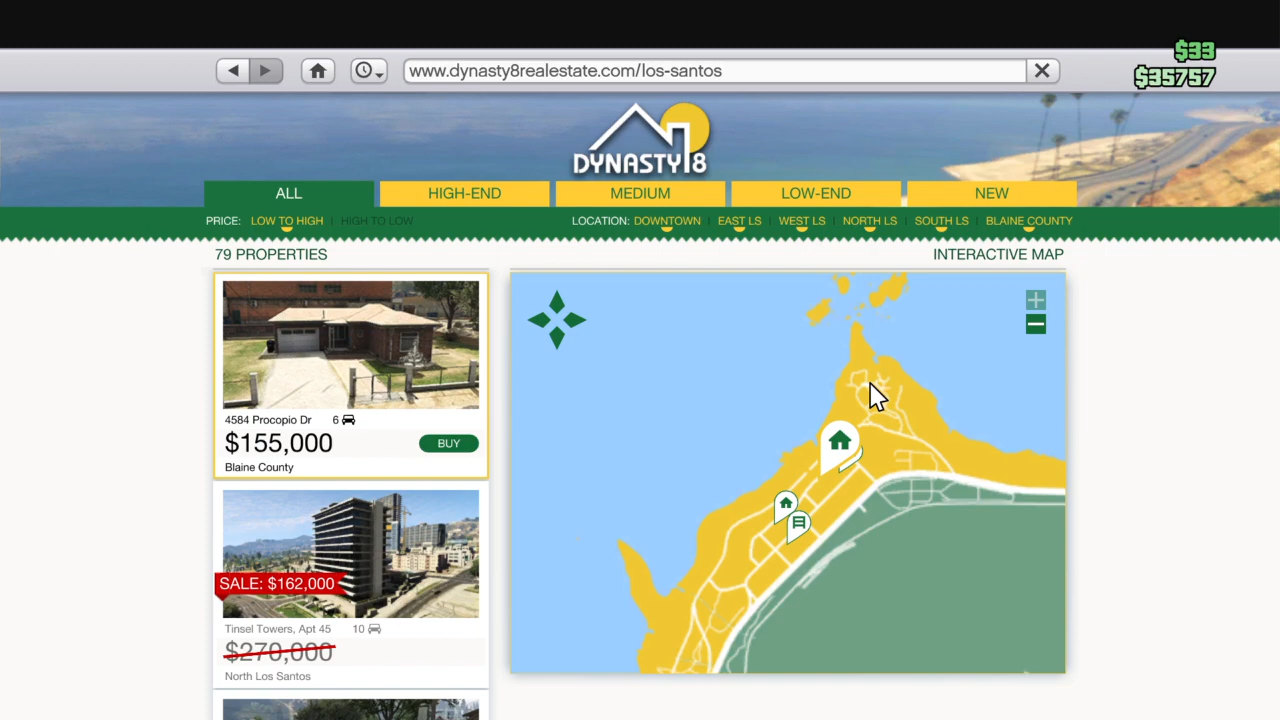 www.dynasty8realestate.com/los-santos
$33
$35757
DYNASTY 8
ALL
HIGH-END
MEDIUM
LOW-END
NEW
PRICE: LOW TO HIGH | HIGH TO LOW
LOCATION: DOWNTOWN | EAST LS | WEST LS | NORTH LS | SOUTH LS | BLAINE COUNTY
79 PROPERTIES
INTERACTIVE MAP
4584 Procopio Dr 6
$155,000
BUY
Blaine County
SALE: $162,000
Tinsel Towers, Apt 45 10
$270,000
North Los Santos